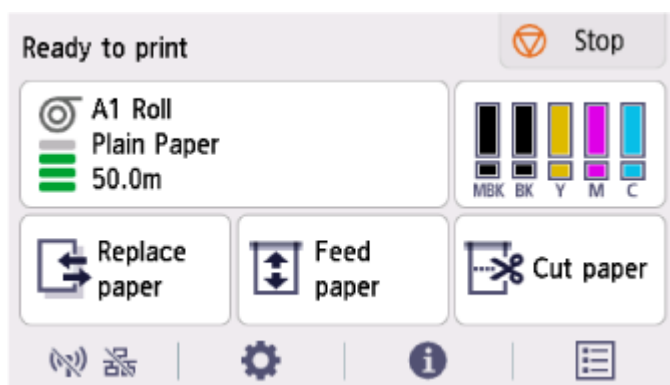 Ready to print
Stop
A1 Roll
Plain Paper
50.0m
MBK BK Y M C
Replace
paper
Feed
paper
Cut paper